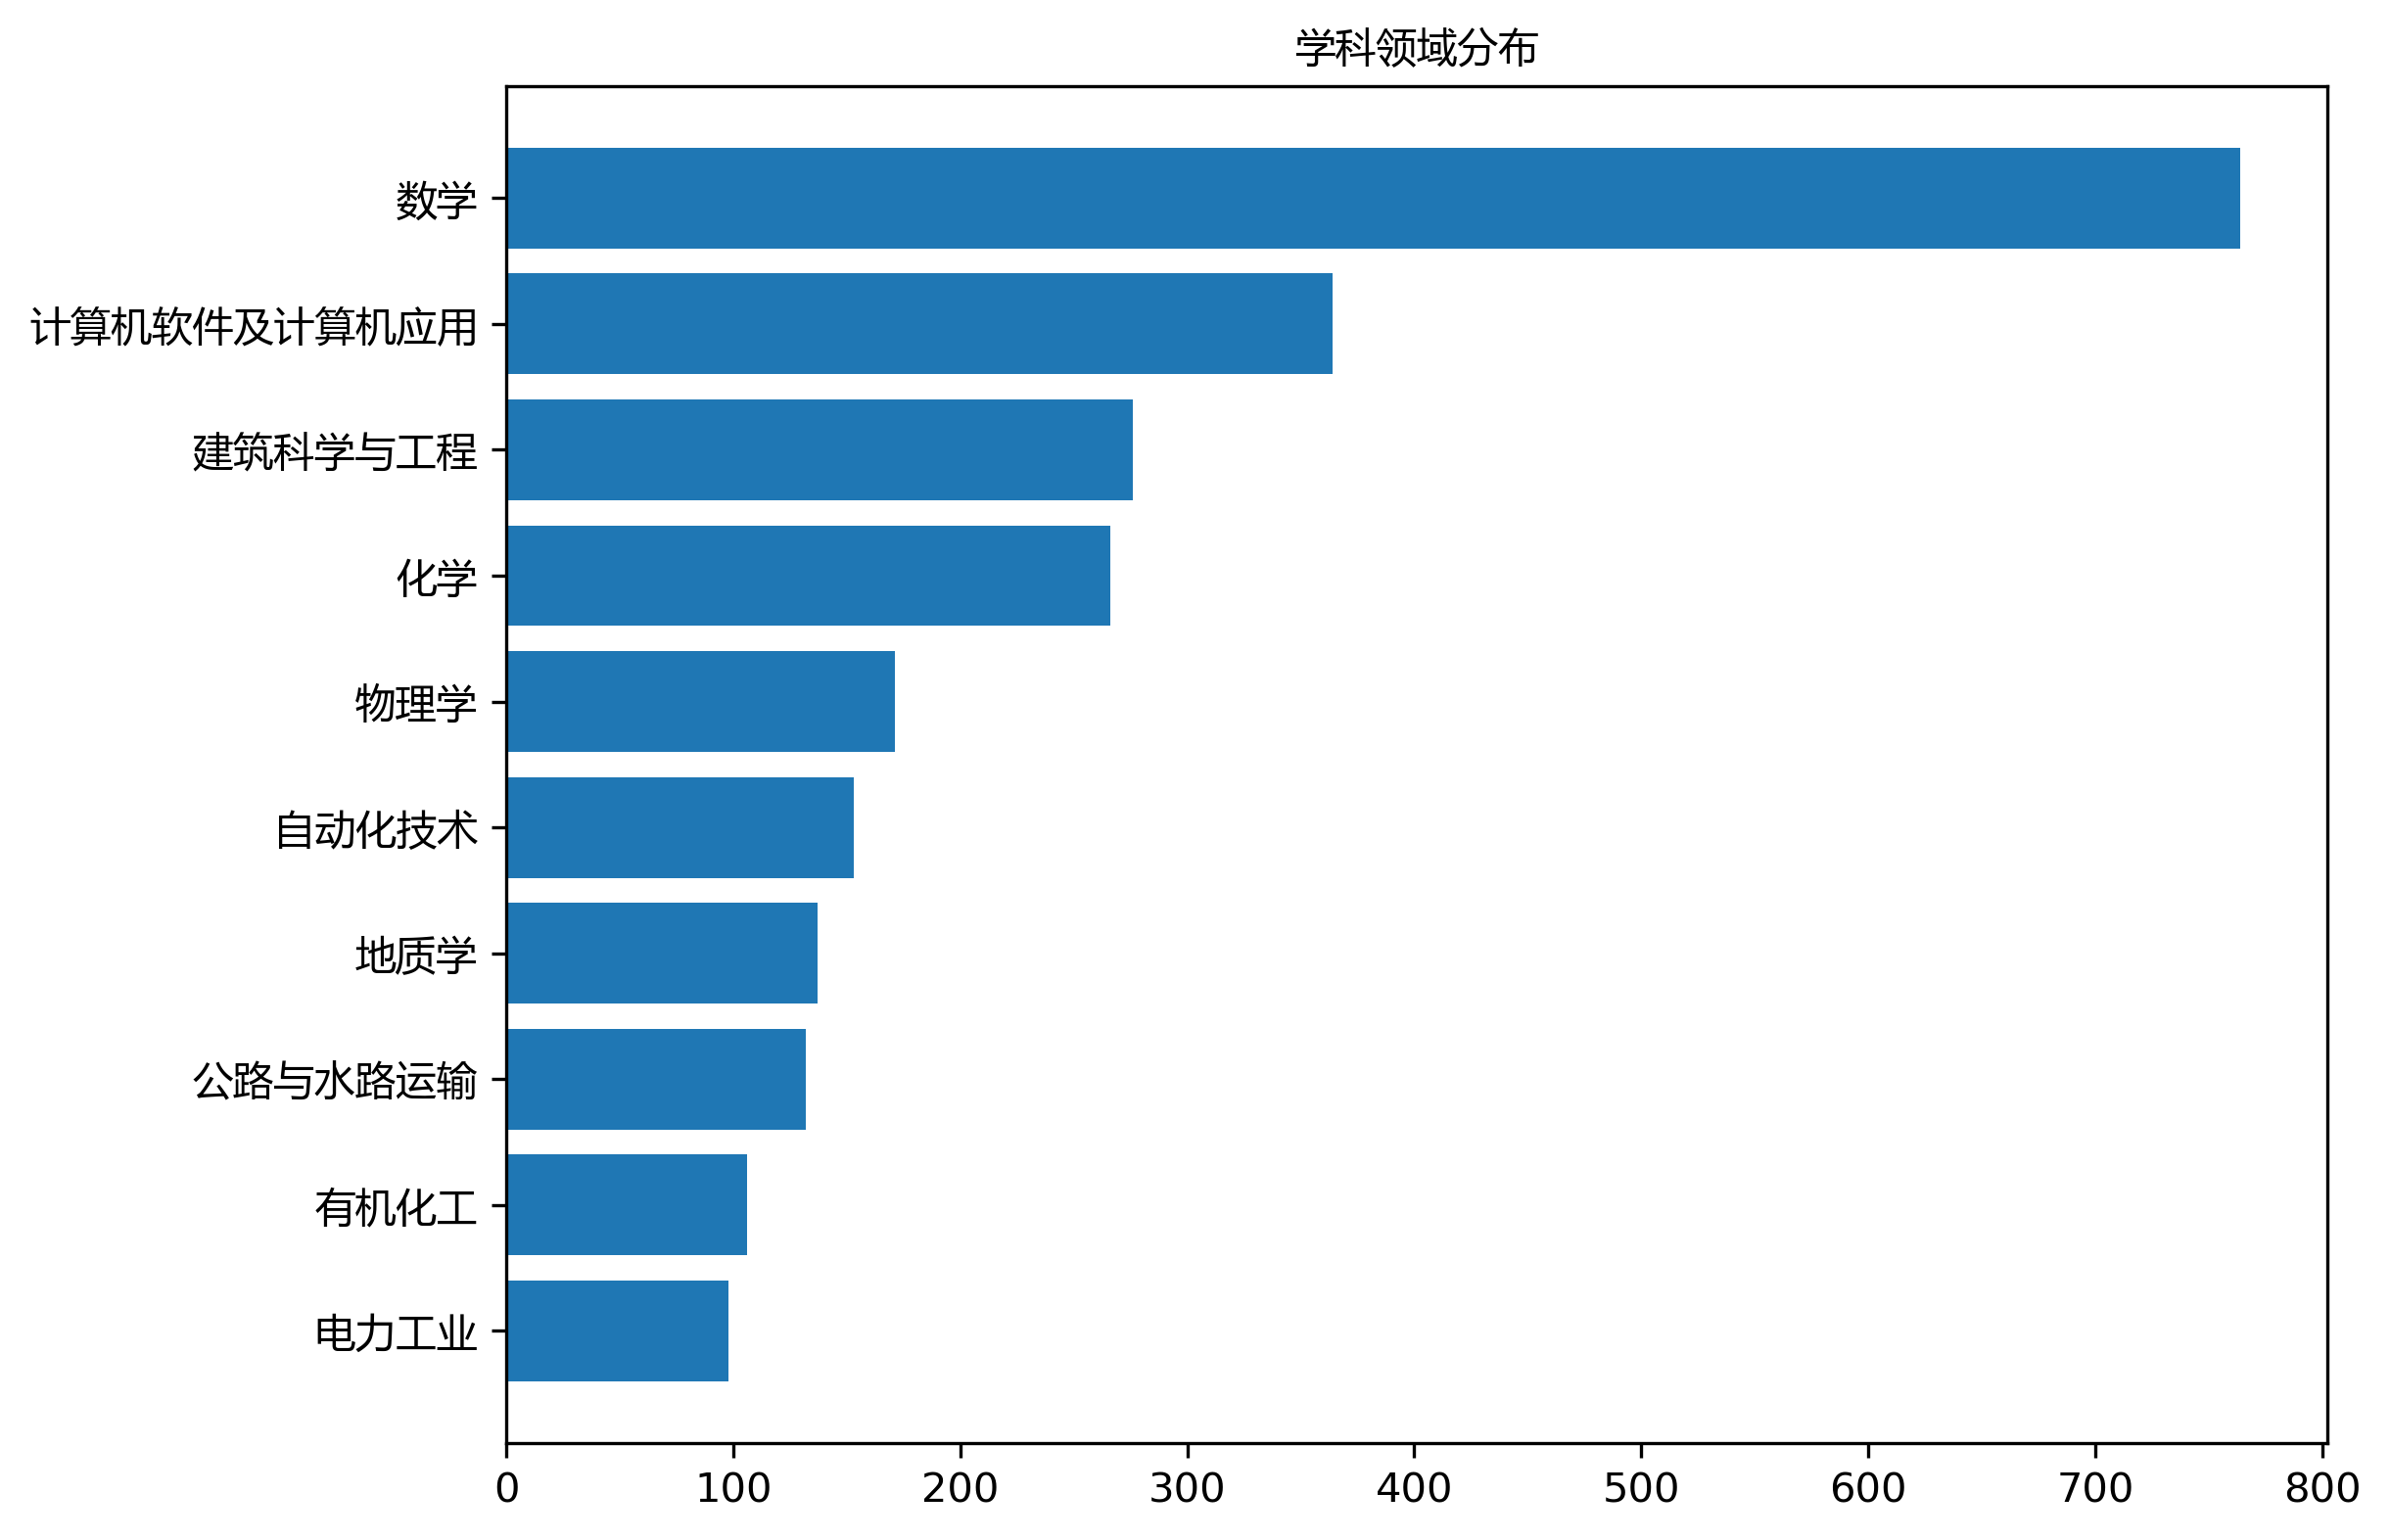 学科领域分布
数学
计算机软件及计算机应用
建筑科学与工程
化学
物理学
自动化技术
地质学
公路与水路运输
有机化工
电力工业
0 100 200 300 400 500 600 700 800